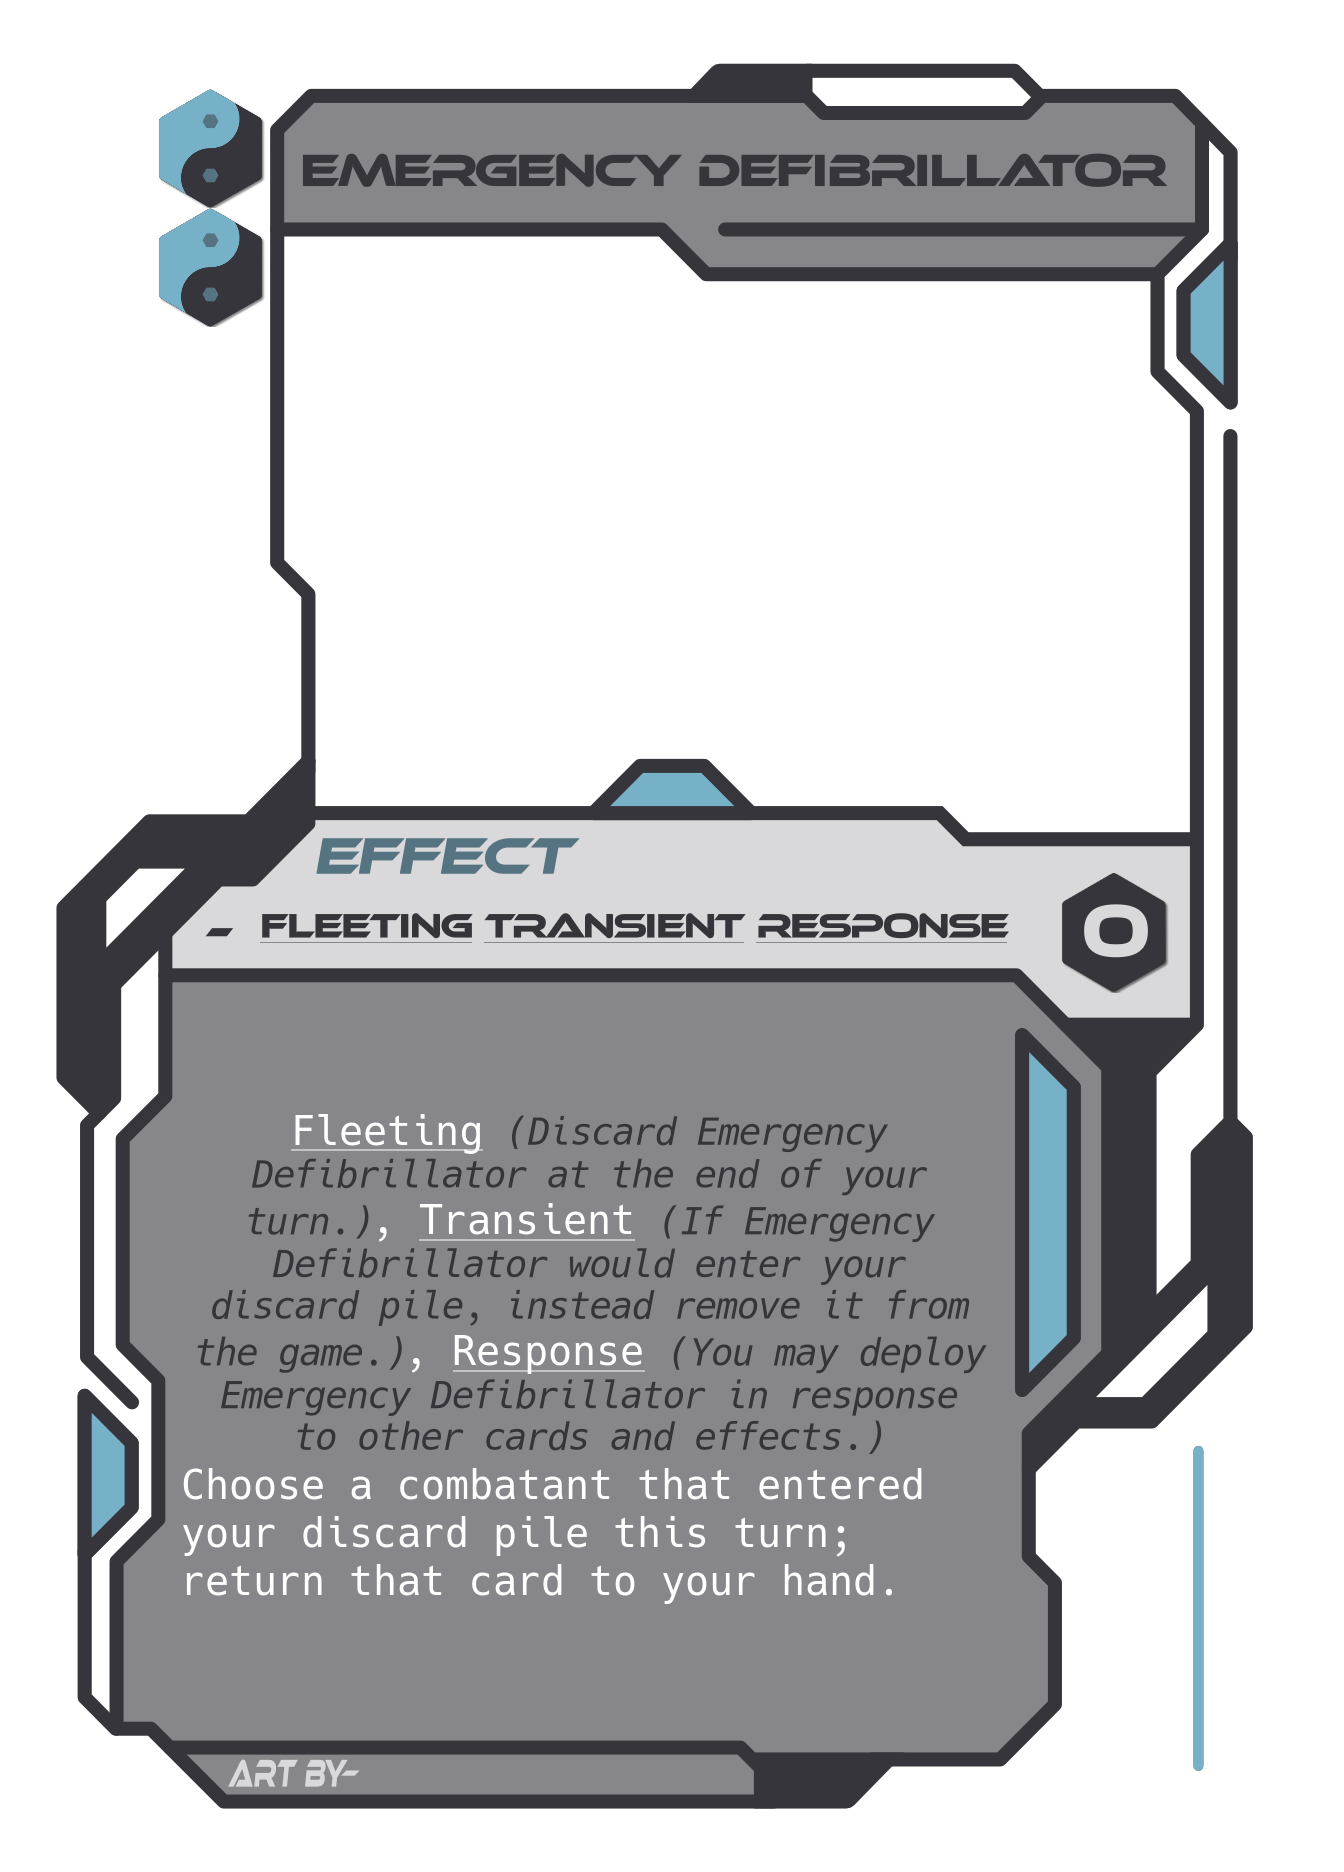 EMERGENCY DEFIBRILLATOR
EFFECT
- FLEETING TRANSIENT RESPONSE
0
Fleeting (Discard Emergency
Defibrillator at the end of your
turn.), Transient (If Emergency
Defibrillator would enter your
discard pile, instead remove it from
the game.), Response (You may deploy
Emergency Defibrillator in response
to other cards and effects.)
Choose a combatant that entered
your discard pile this turn;
return that card to your hand.
ART BY-